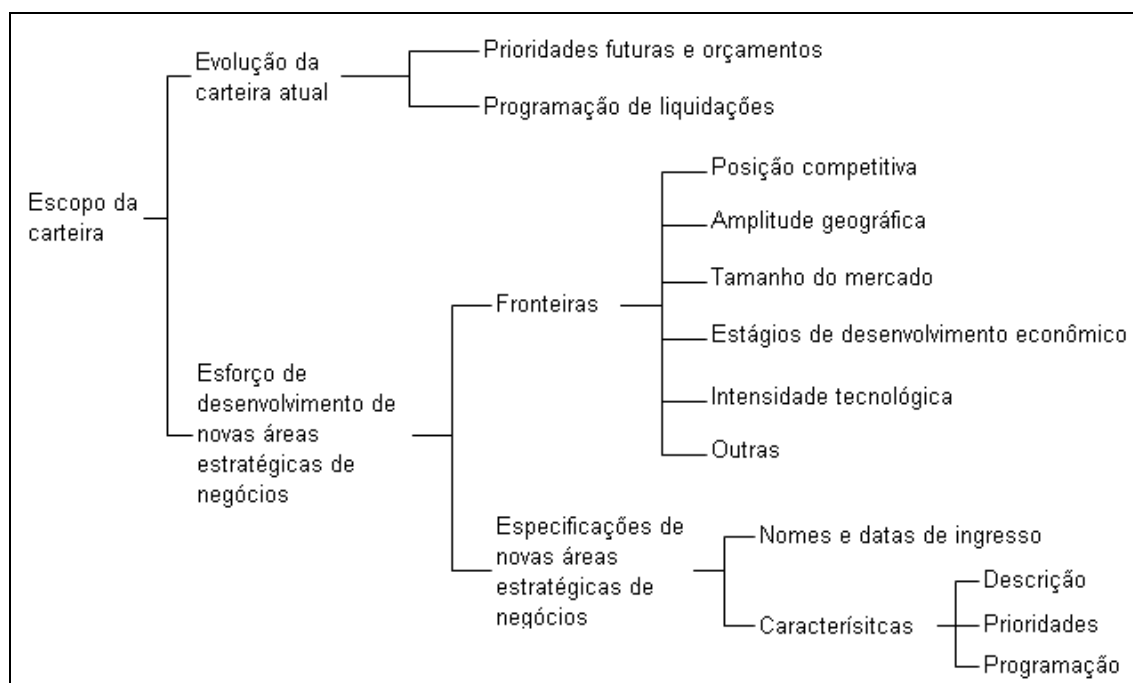 Escopo da
carteira
Evolução da
carteira atual
Prioridades futuras e orçamentos
Programação de liquidações
Esforço de
desenvolvimento de
novas áreas
estratégicas de
negócios
Fronteiras
Posição competitiva
Amplitude geográfica
Tamanho do mercado
Estágios de desenvolvimento econômico
Intensidade tecnológica
Outras
Especificações de
novas áreas
estratégicas de
negócios
Nomes e datas de ingresso
Caracterísitcas
Descrição
Prioridades
Programação